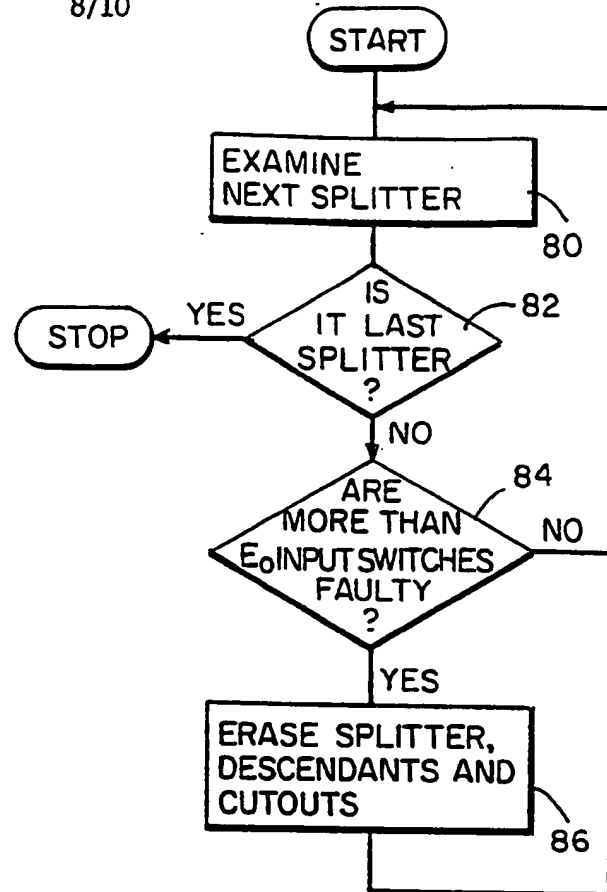 8/10
START
EXAMINE
NEXT SPLITTER
80
IS
IT LAST
SPLITTER
?
82
YES
STOP
NO
ARE
MORE THAN
E₀ INPUT SWITCHES
FAULTY
?
84
NO
YES
ERASE SPLITTER,
DESCENDANTS AND
CUTOUTS
86